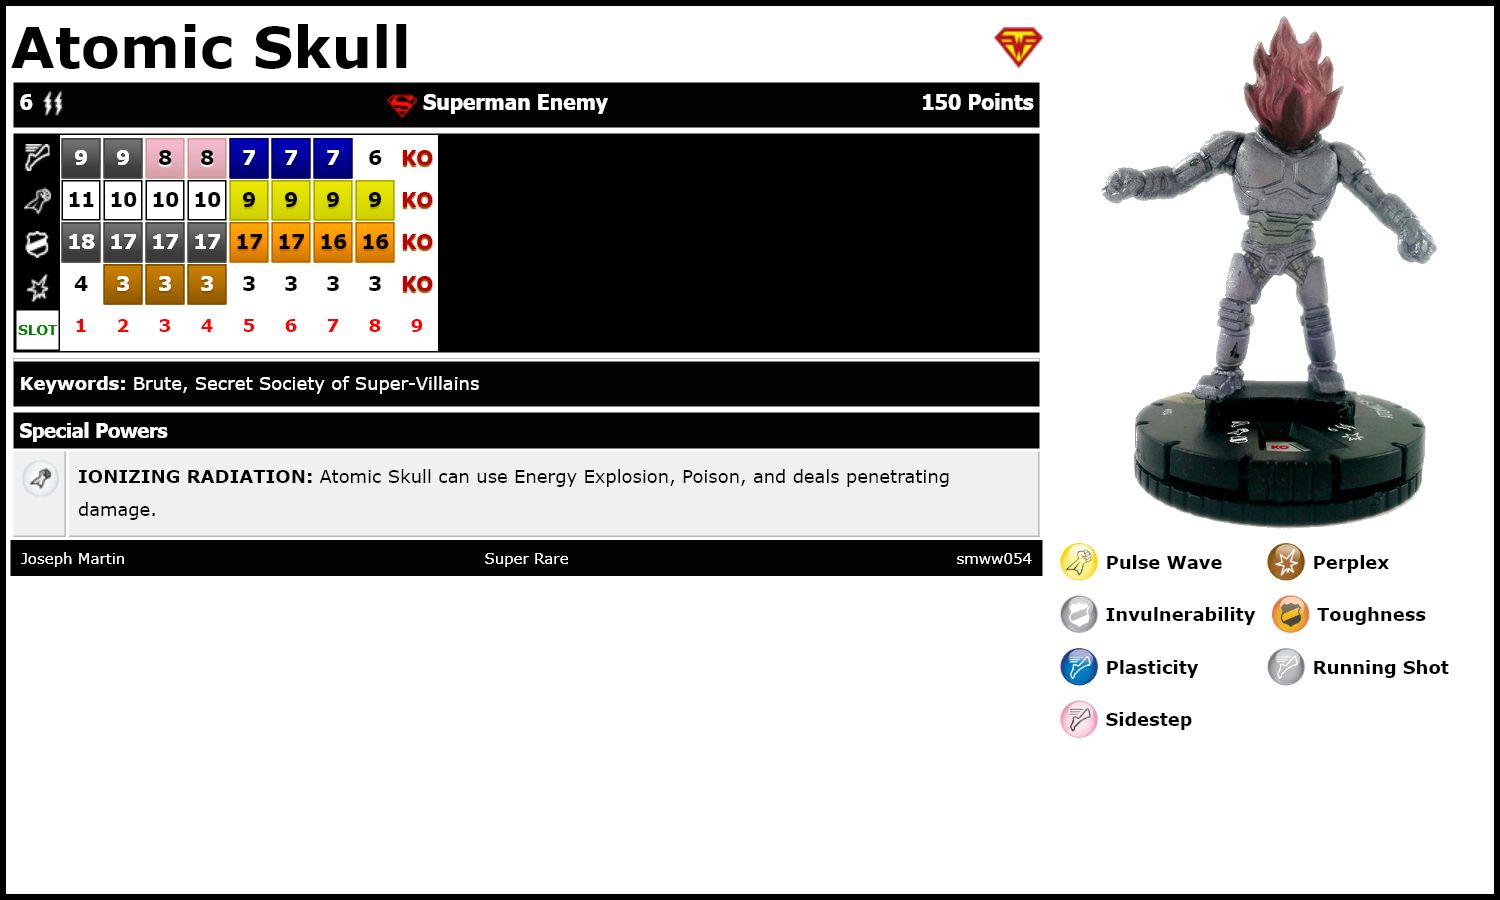 Atomic Skull
6 Superman Enemy 150 Points
9 9 8 8 7 7 7 6 KO
11 10 10 10 9 9 9 9 KO
18 17 17 17 17 17 16 16 KO
4 3 3 3 3 3 3 3 KO
SLOT 1 2 3 4 5 6 7 8 9
Keywords: Brute, Secret Society of Super-Villains
Special Powers
IONIZING RADIATION: Atomic Skull can use Energy Explosion, Poison, and deals penetrating
damage.
Joseph Martin Super Rare smww054
KO
Pulse Wave Perplex
Invulnerability Toughness
Plasticity Running Shot
Sidestep